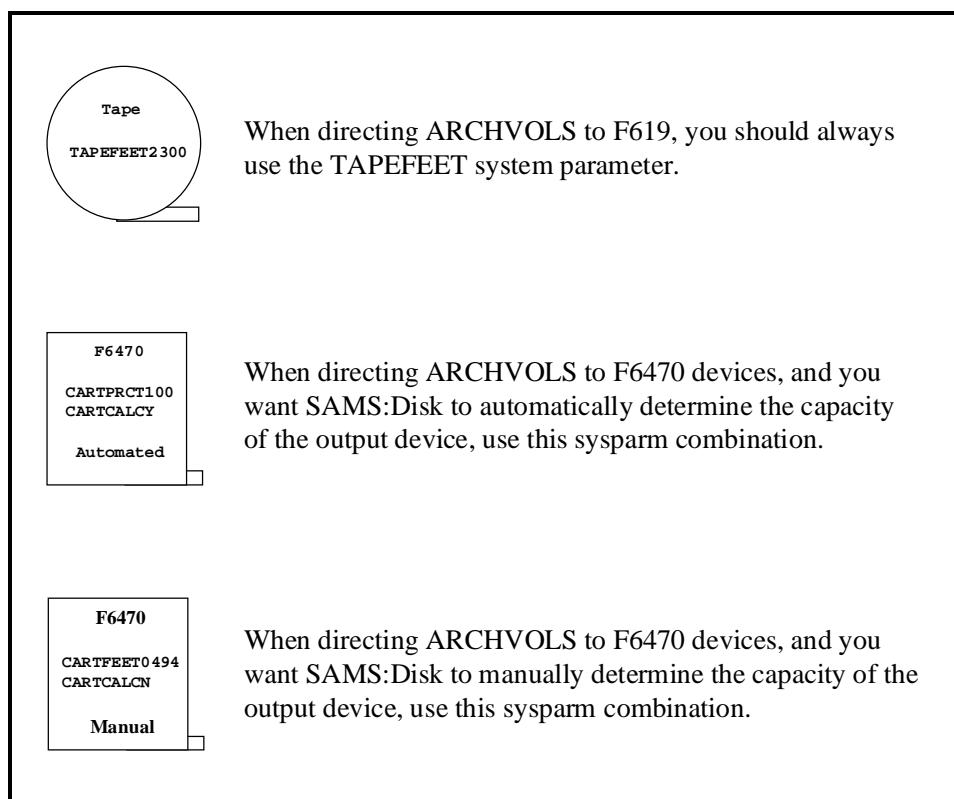 Tape
TAPEFEET2300
When directing ARCHVOLS to F619, you should always
use the TAPEFEET system parameter.
F6470
CARTPRCT100
CARTCALCY
Automated
When directing ARCHVOLS to F6470 devices, and you
want SAMS:Disk to automatically determine the capacity
of the output device, use this sysparm combination.
F6470
CARTFEET0494
CARTCALCN
Manual
When directing ARCHVOLS to F6470 devices, and you
want SAMS:Disk to manually determine the capacity of the
output device, use this sysparm combination.